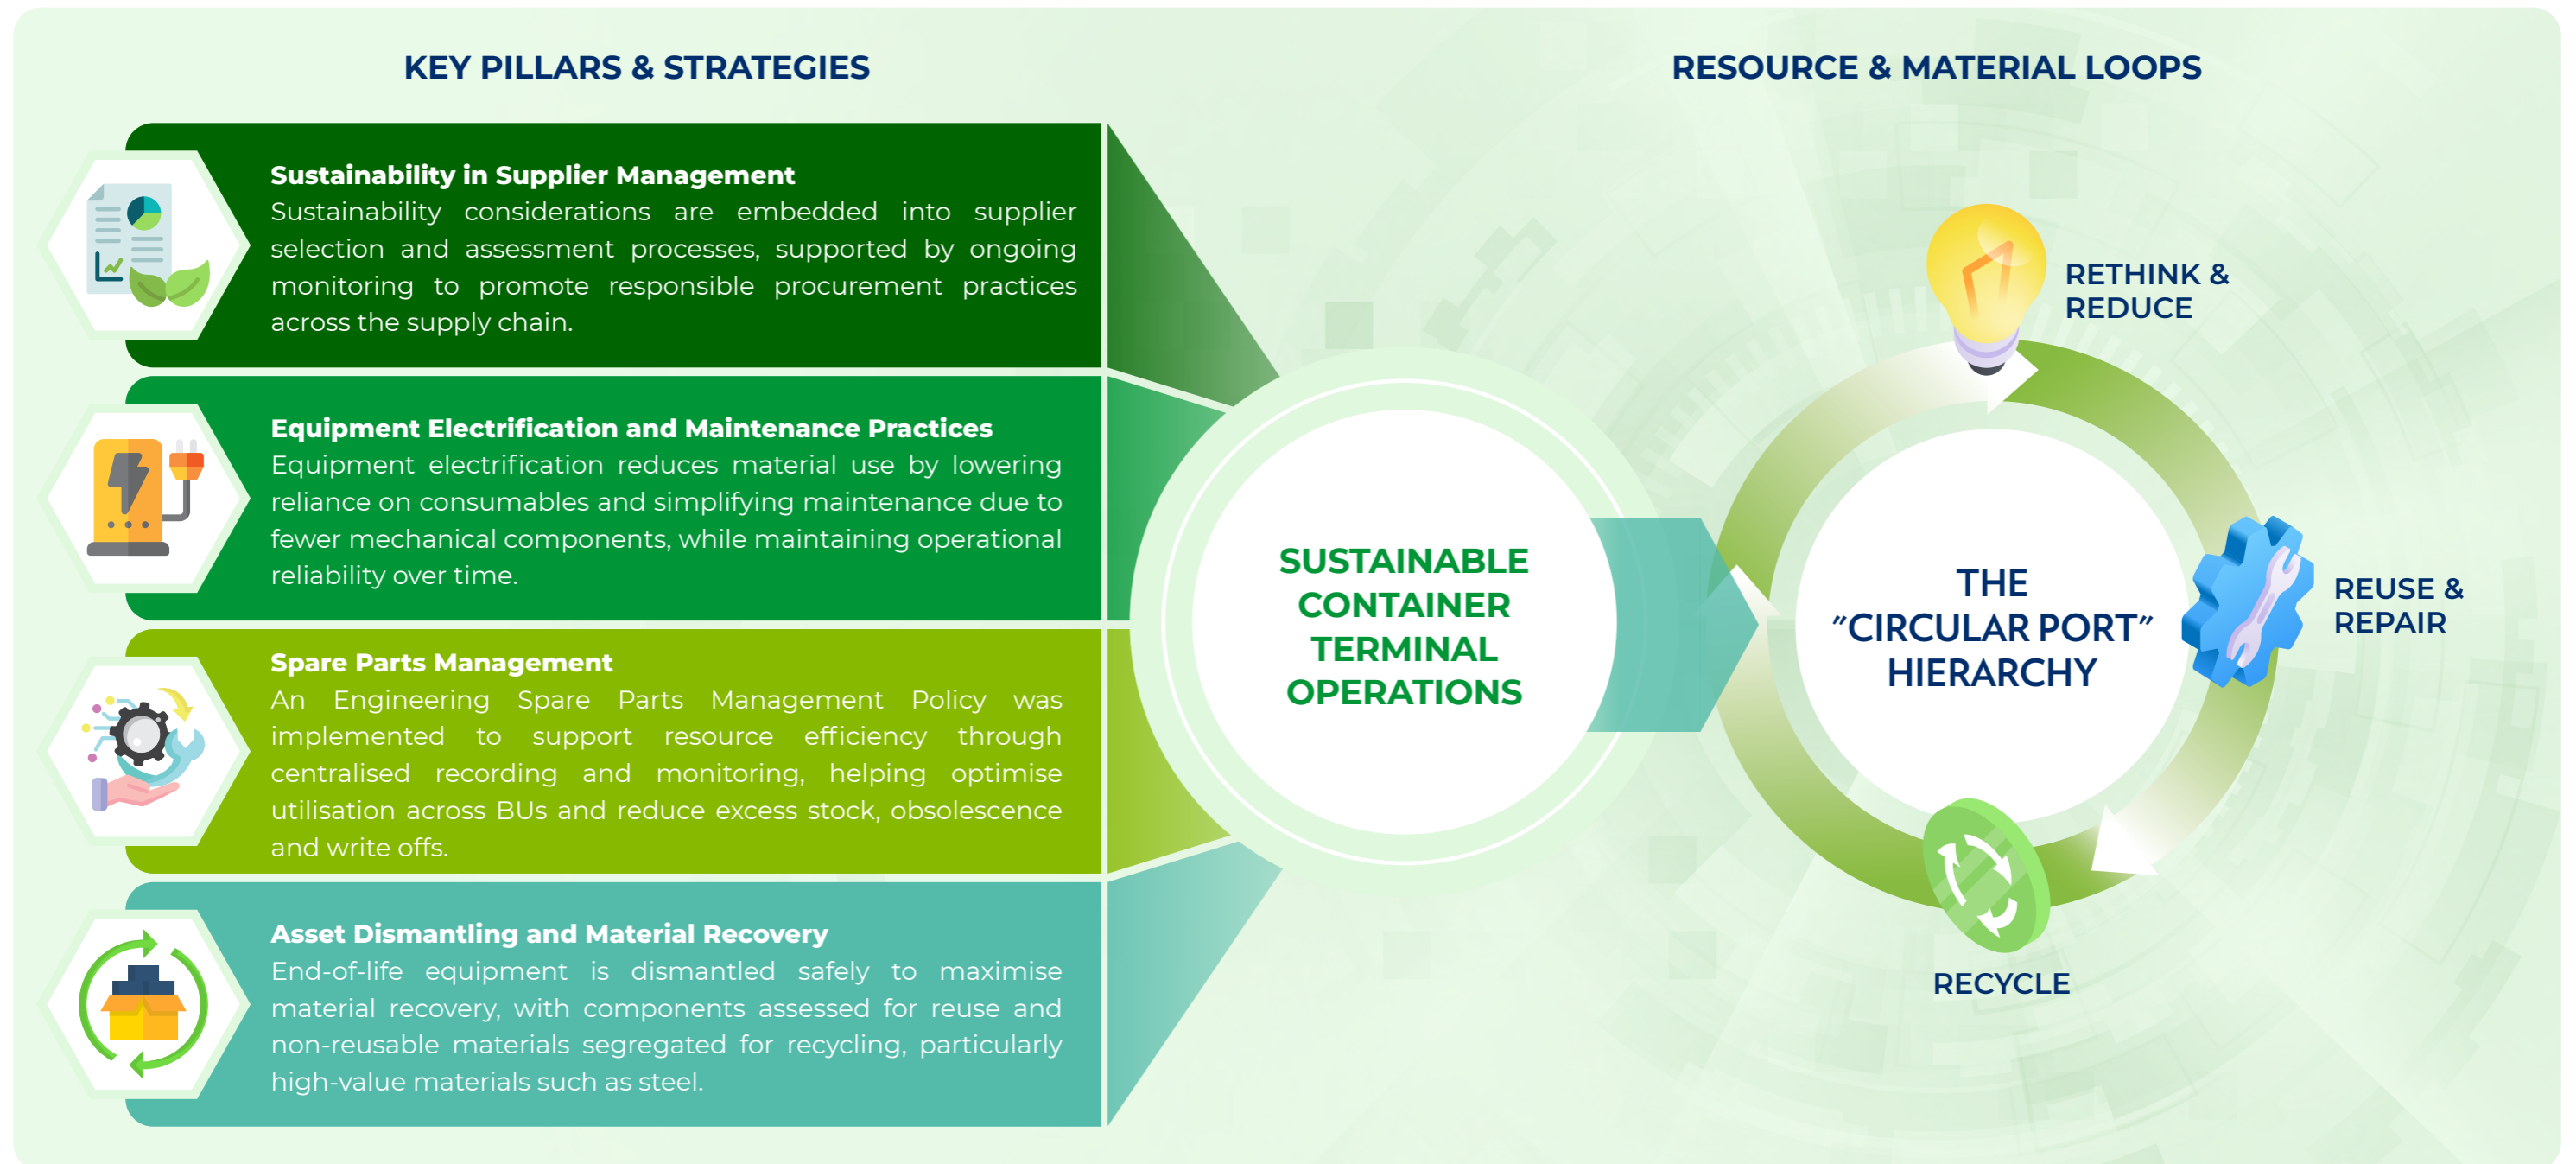 KEY PILLARS & STRATEGIES
Sustainability in Supplier Management
Sustainability considerations are embedded into supplier
selection and assessment processes, supported by ongoing
monitoring to promote responsible procurement practices
across the supply chain.
Equipment Electrification and Maintenance Practices
Equipment electrification reduces material use by lowering
reliance on consumables and simplifying maintenance due to
fewer mechanical components, while maintaining operational
reliability over time.
Spare Parts Management
An Engineering Spare Parts Management Policy was
implemented to support resource efficiency through
centralised recording and monitoring, helping optimise
utilisation across BUs and reduce excess stock, obsolescence
and write offs.
Asset Dismantling and Material Recovery
End-of-life equipment is dismantled safely to maximise
material recovery, with components assessed for reuse and
non-reusable materials segregated for recycling, particularly
high-value materials such as steel.
SUSTAINABLE
CONTAINER
TERMINAL
OPERATIONS
RESOURCE & MATERIAL LOOPS
RETHINK &
REDUCE
REUSE &
REPAIR
RECYCLE
THE
"CIRCULAR PORT"
HIERARCHY